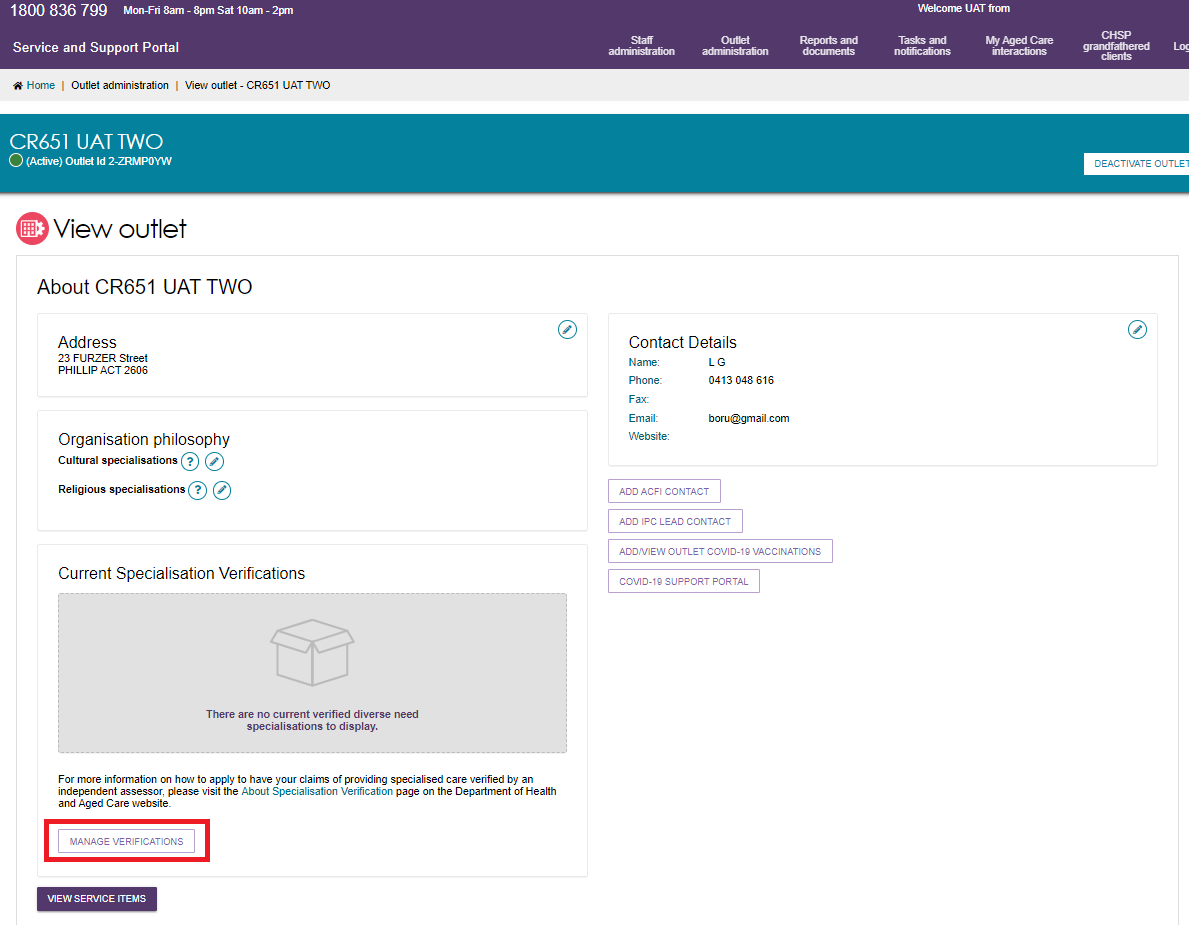 1800 836 799 Mon-Fri 8am - 8pm Sat 10am - 2pm
Welcome UAT from
Service and Support Portal
Staff
administration
Outlet
administration
Reports and
documents
Tasks and
notifications
My Aged Care
interactions
CHSP
grandfathered
clients
Log
Home | Outlet administration | View outlet - CR651 UAT TWO
CR651 UAT TWO
(Active) Outlet Id 2-ZRMP0YW
DEACTIVATE OUTLET
View outlet
About CR651 UAT TWO
Address
23 FURZER Street
PHILLIP ACT 2606
Organisation philosophy
Cultural specialisations ?
Religious specialisations ?
Current Specialisation Verifications
There are no current verified diverse need
specialisations to display.
For more information on how to apply to have your claims of providing specialised care verified by an
independent assessor, please visit the About Specialisation Verification page on the Department of Health
and Aged Care website.
MANAGE VERIFICATIONS
VIEW SERVICE ITEMS
Contact Details
Name: L G
Phone: 0413 048 616
Fax:
Email: boru@gmail.com
Website:
ADD ACFI CONTACT
ADD IPC LEAD CONTACT
ADD/VIEW OUTLET COVID-19 VACCINATIONS
COVID-19 SUPPORT PORTAL